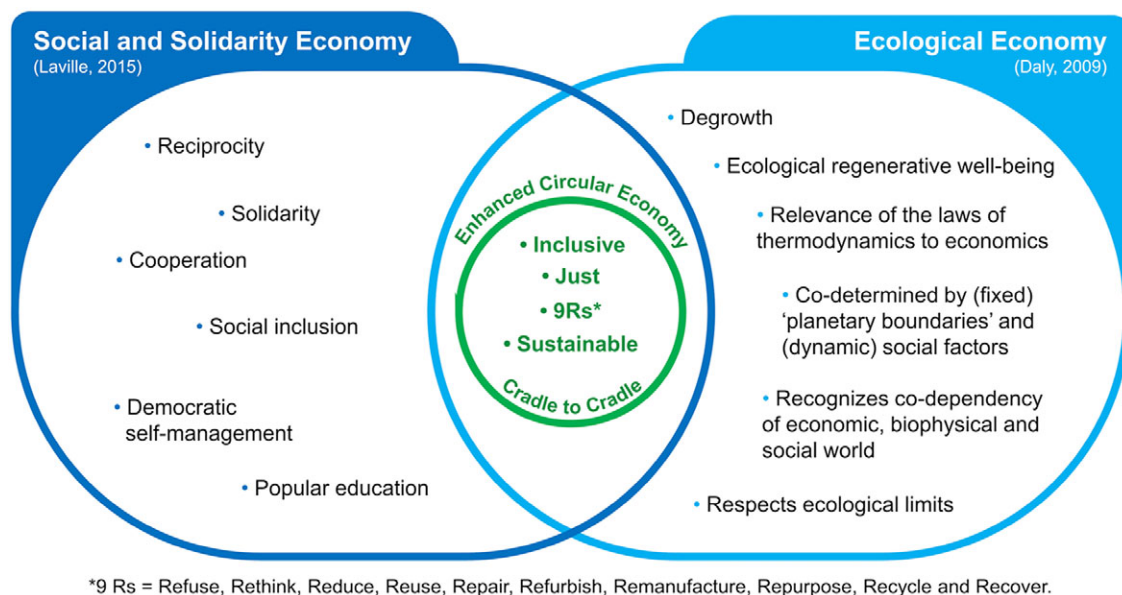 Social and Solidarity Economy
(Laville, 2015)
Ecological Economy
(Daly, 2009)
• Reciprocity
• Solidarity
• Cooperation
• Social inclusion
• Democratic
self-management
• Popular education
Enhanced Circular Economy
• Inclusive
• Just
• 9Rs*
• Sustainable
Cradle to Cradle
• Degrowth
• Ecological regenerative well-being
• Relevance of the laws of
thermodynamics to economics
• Co-determined by (fixed)
‘planetary boundaries’ and
(dynamic) social factors
• Recognizes co-dependency
of economic, biophysical and
social world
• Respects ecological limits
*9 Rs = Refuse, Rethink, Reduce, Reuse, Repair, Refurbish, Remanufacture, Repurpose, Recycle and Recover.